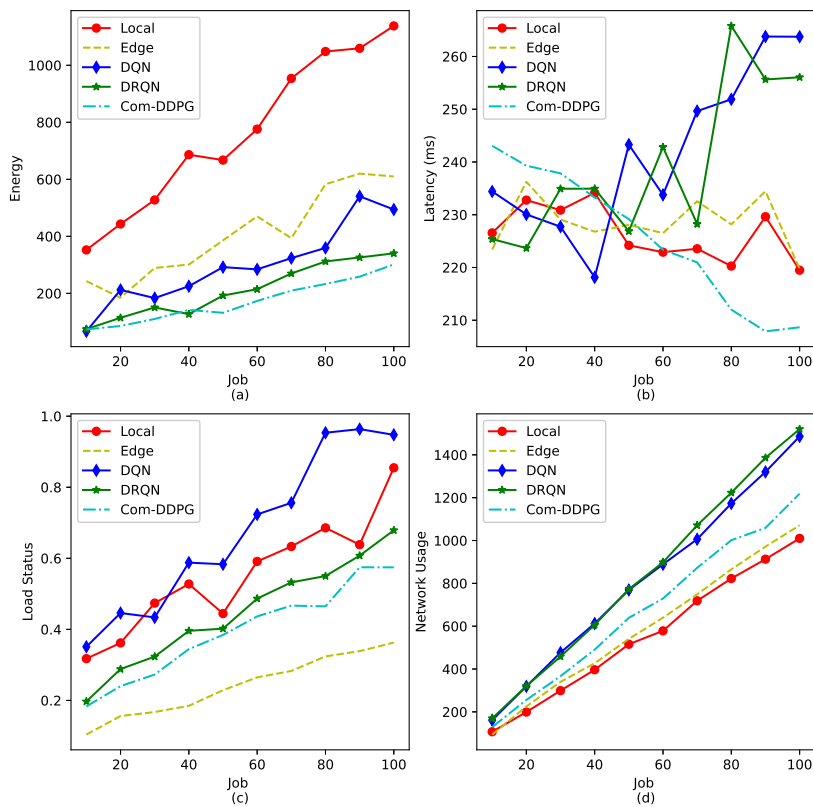 Local
Edge
DQN
DRQN
Com-DDPG
1000
800
600
400
200
Energy
20
40
60
80
100
Job
(a)
Local
Edge
DQN
DRQN
Com-DDPG
260
250
240
230
220
210
Latency (ms)
20
40
60
80
100
Job
(b)
Local
Edge
DQN
DRQN
Com-DDPG
1.0
0.8
0.6
0.4
0.2
Load Status
20
40
60
80
100
Job
(c)
Local
Edge
DQN
DRQN
Com-DDPG
1400
1200
1000
800
600
400
200
Network Usage
20
40
60
80
100
Job
(d)